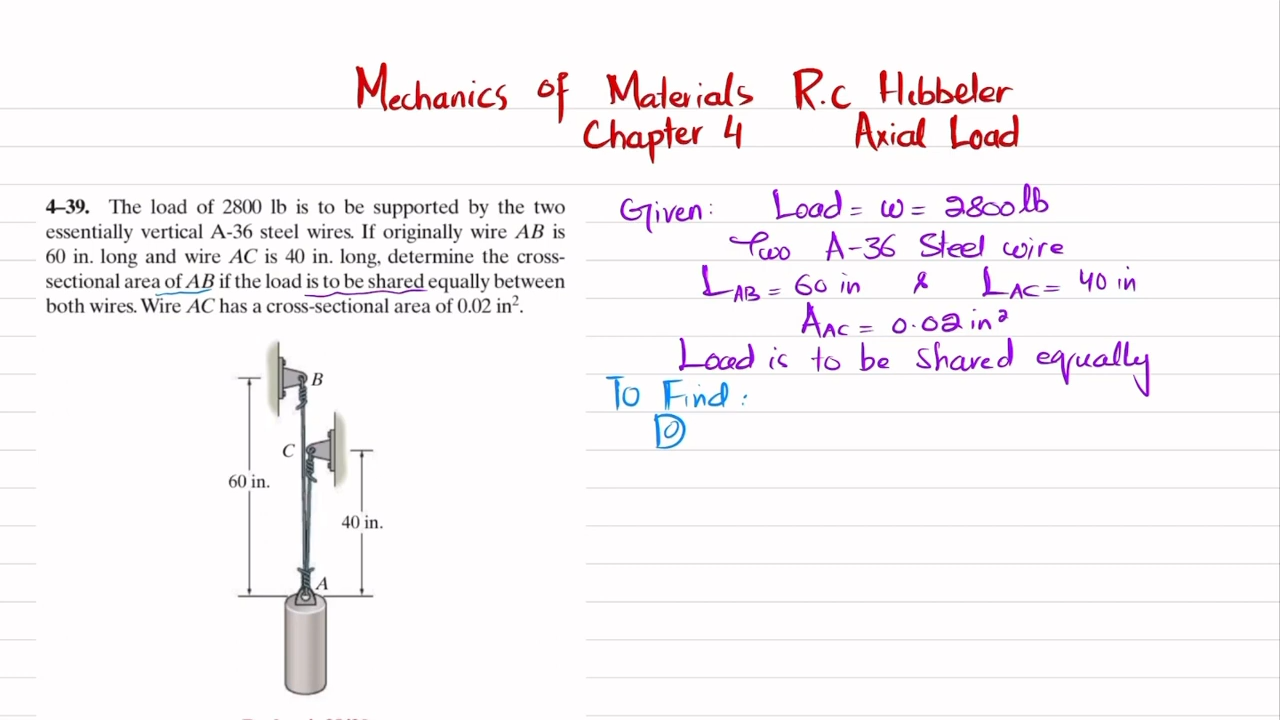 Mechanics of Materials R.C Hibbeler
Chapter 4 Axial Load
4–39. The load of 2800 lb is to be supported by the two
essentially vertical A-36 steel wires. If originally wire AB is
60 in. long and wire AC is 40 in. long, determine the cross-
sectional area of AB if the load is to be shared equally between
both wires. Wire AC has a cross-sectional area of 0.02 in².
B
C
60 in.
40 in.
A
Given: Load = w = 2800 lb
Two A-36 Steel wire
LAB = 60 in & LAC = 40 in
AAC = 0.02 in²
Load is to be shared equally
To Find: